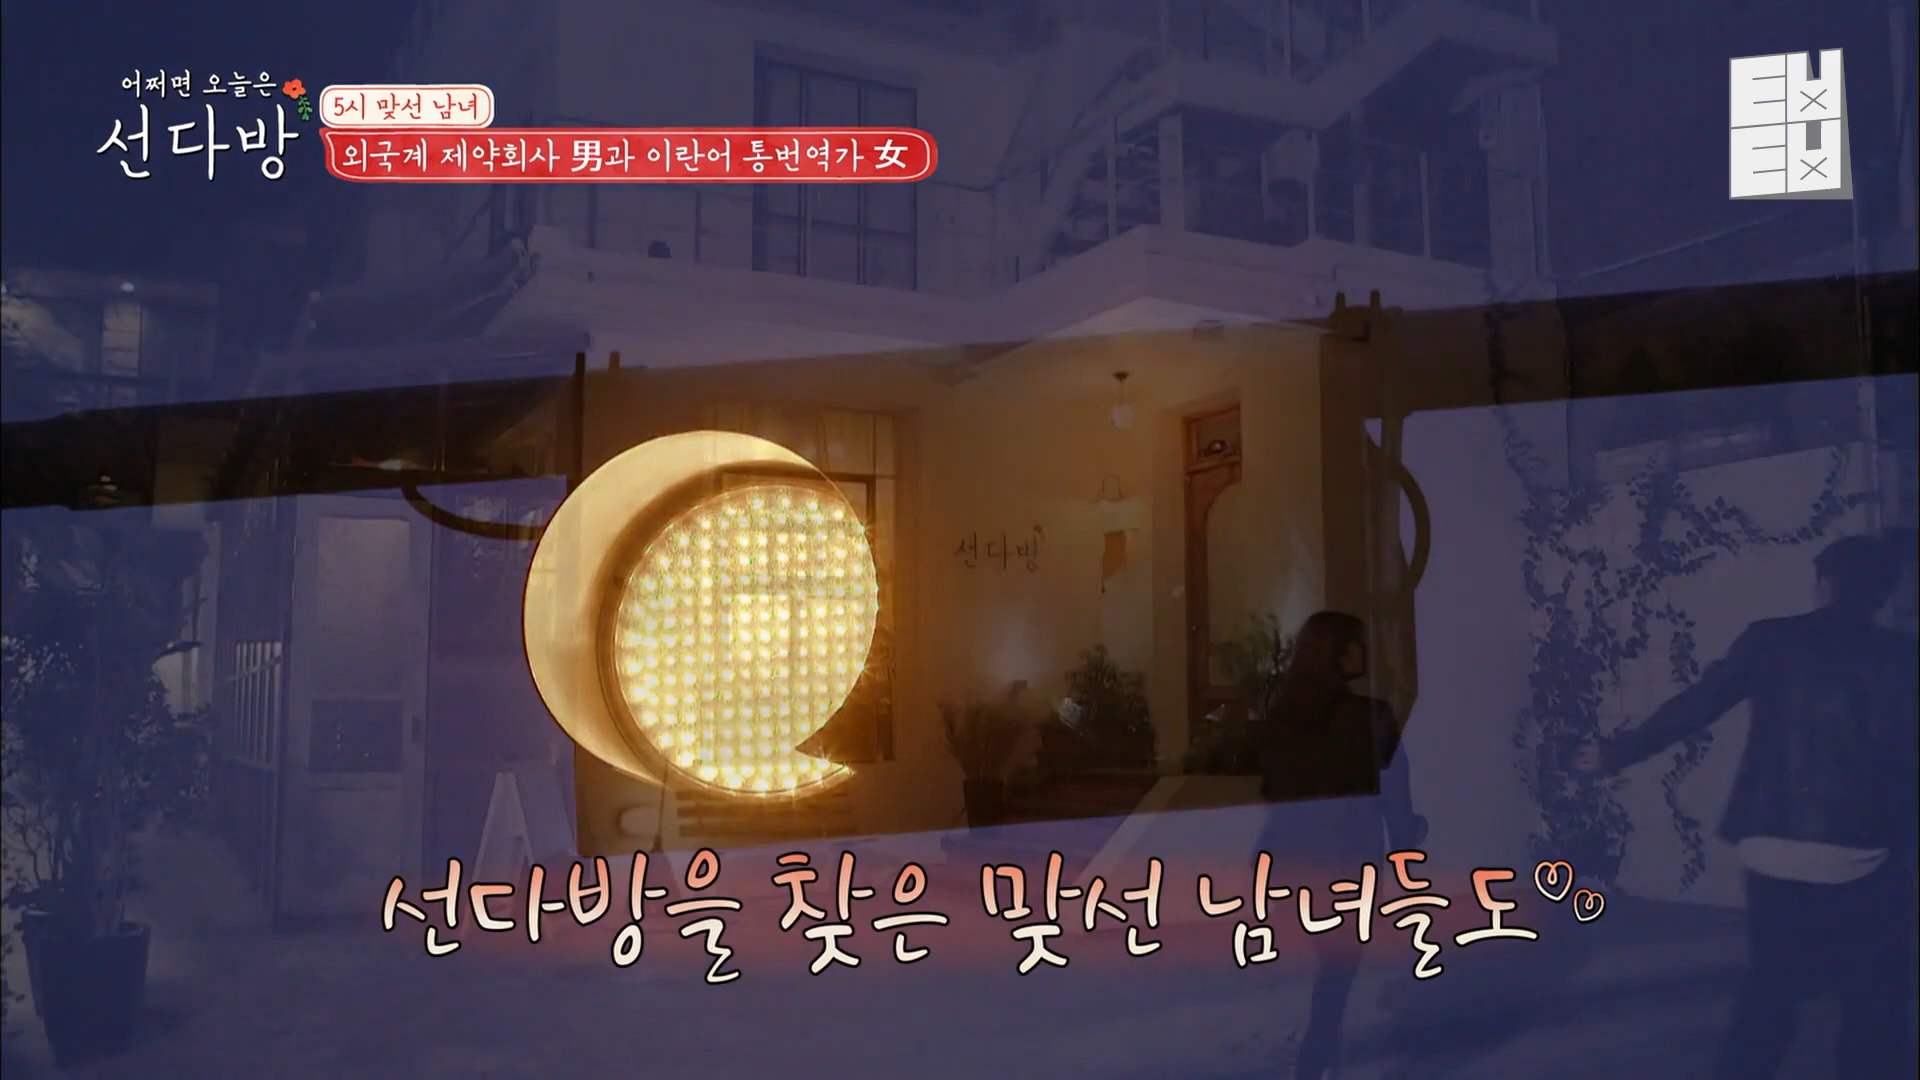 어쩌면 오늘은
선다방
5시 맞선 남녀
외국계 제약회사 男과 이란어 통번역가 女
선다방
선다방을 찾은 맞선 남녀들도